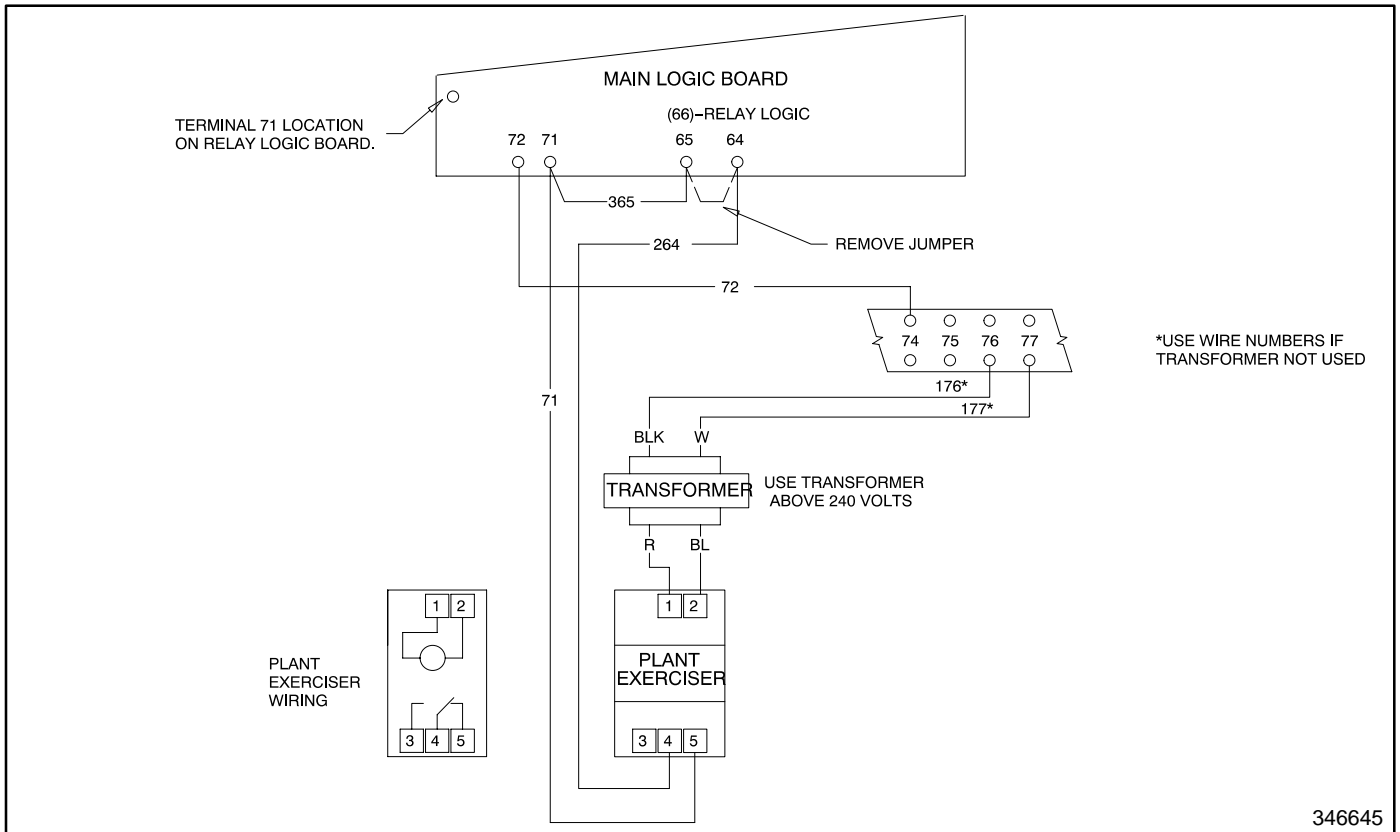 MAIN LOGIC BOARD
(66)–RELAY LOGIC
TERMINAL 71 LOCATION
ON RELAY LOGIC BOARD.
72 71 65 64
365
264
REMOVE JUMPER
72
74 75 76 77
*USE WIRE NUMBERS IF
TRANSFORMER NOT USED
176*
177*
71
BLK W
TRANSFORMER
USE TRANSFORMER
ABOVE 240 VOLTS
R BL
1 2
1 2
PLANT
EXERCISER
WIRING
PLANT
EXERCISER
3 4 5
3 4 5
346645